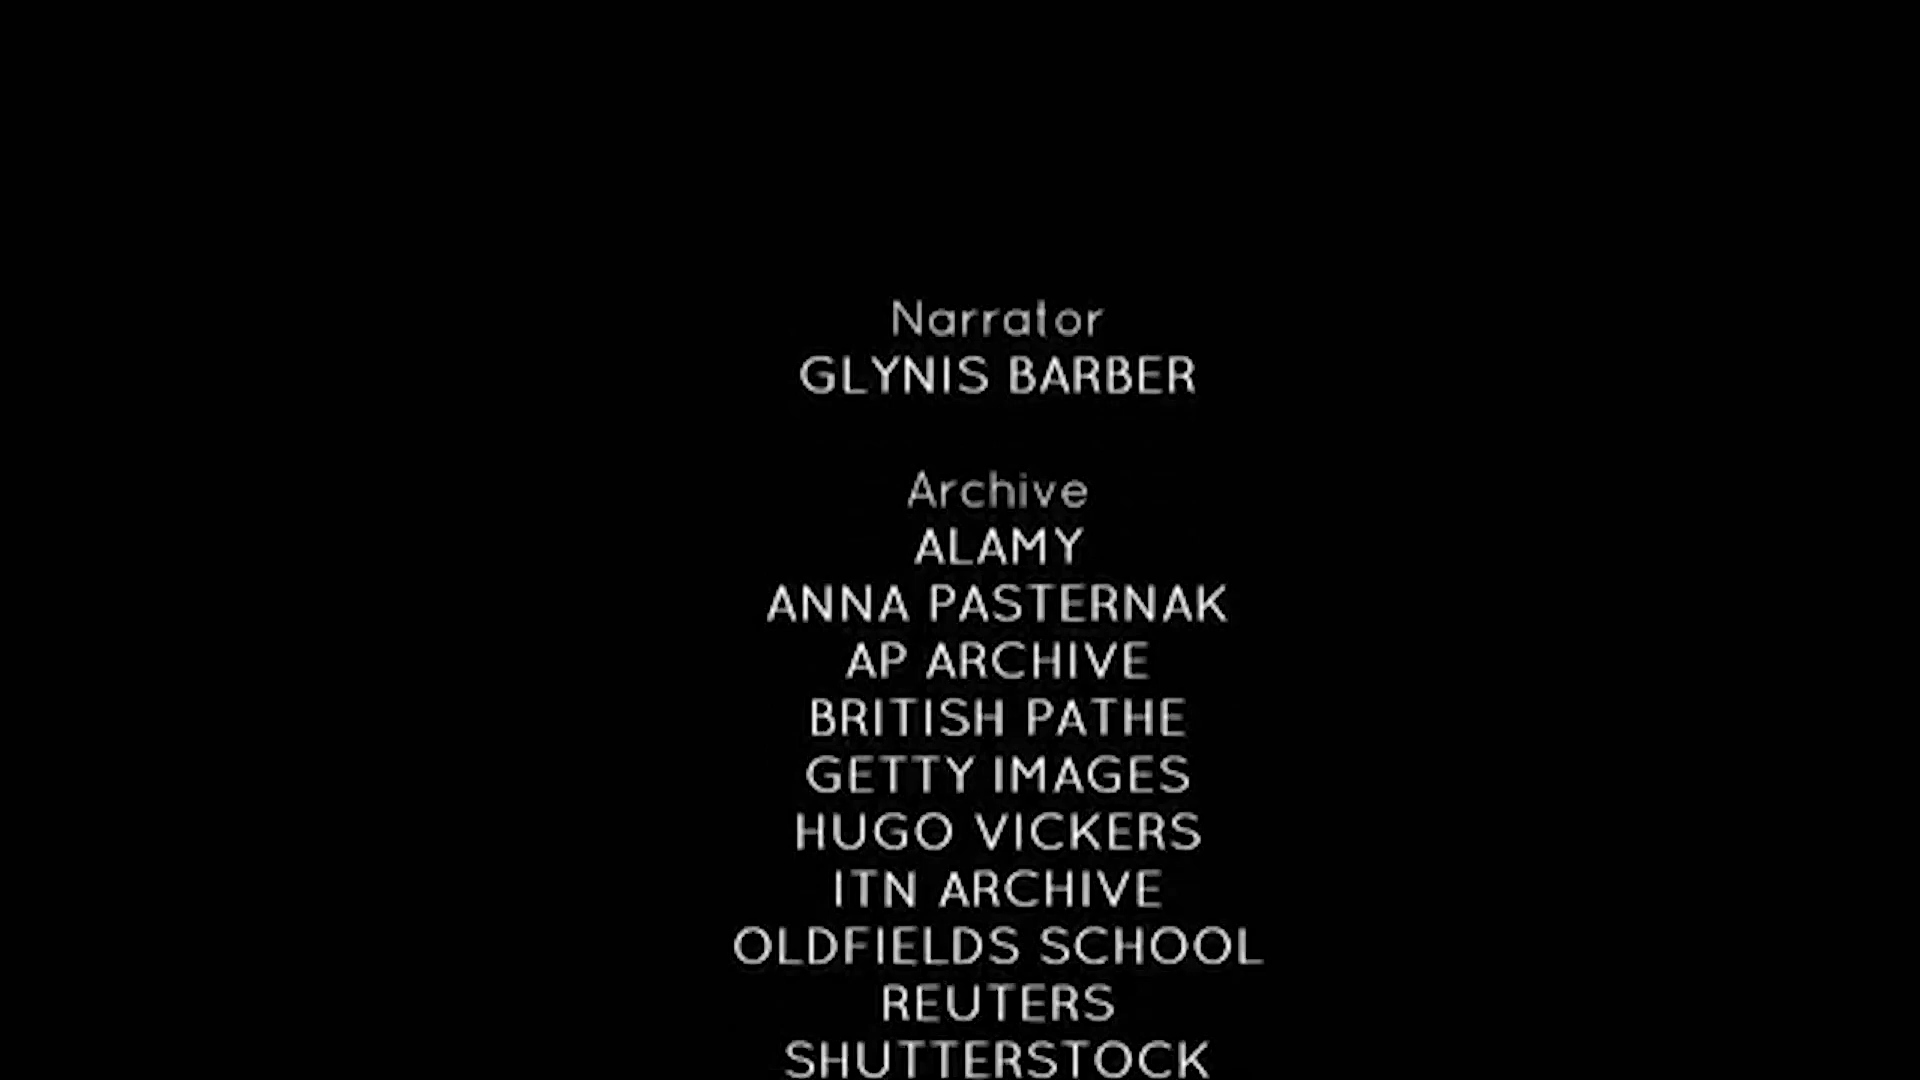 Narrator
GLYNIS BARBER
Archive
ALAMY
ANNA PASTERNAK
AP ARCHIVE
BRITISH PATHE
GETTY IMAGES
HUGO VICKERS
ITN ARCHIVE
OLDFIELDS SCHOOL
REUTERS
SHUTTERSTOCK